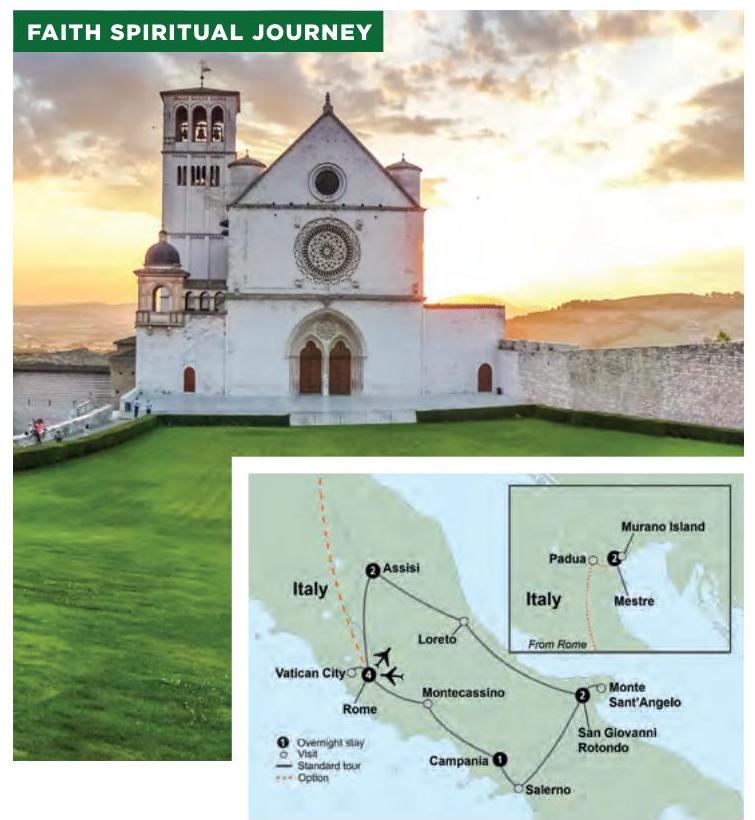 FAITH SPIRITUAL JOURNEY
Murano Island
Padua
2
Italy
Mestre
From Rome
2 Assisi
Italy
Loreto
Vatican City
4
Rome
Montecassino
2
Monte
Sant'Angelo
San Giovanni
Rotondo
Campania 1
Salerno
1 Overnight stay
Visit
Standard tour
Option